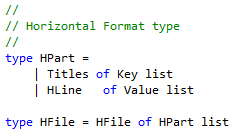 //
// Horizontal Format type
//
type HPart =
    | Titles of Key list
    | HLine  of Value list
type HFile = HFile of HPart list